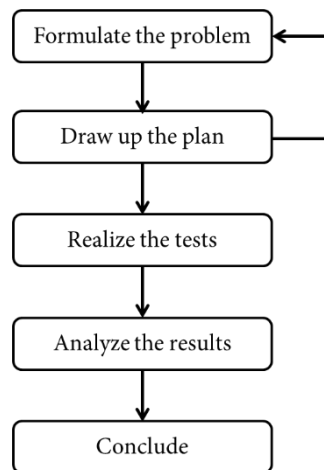 Formulate the problem
Draw up the plan
Realize the tests
Analyze the results
Conclude